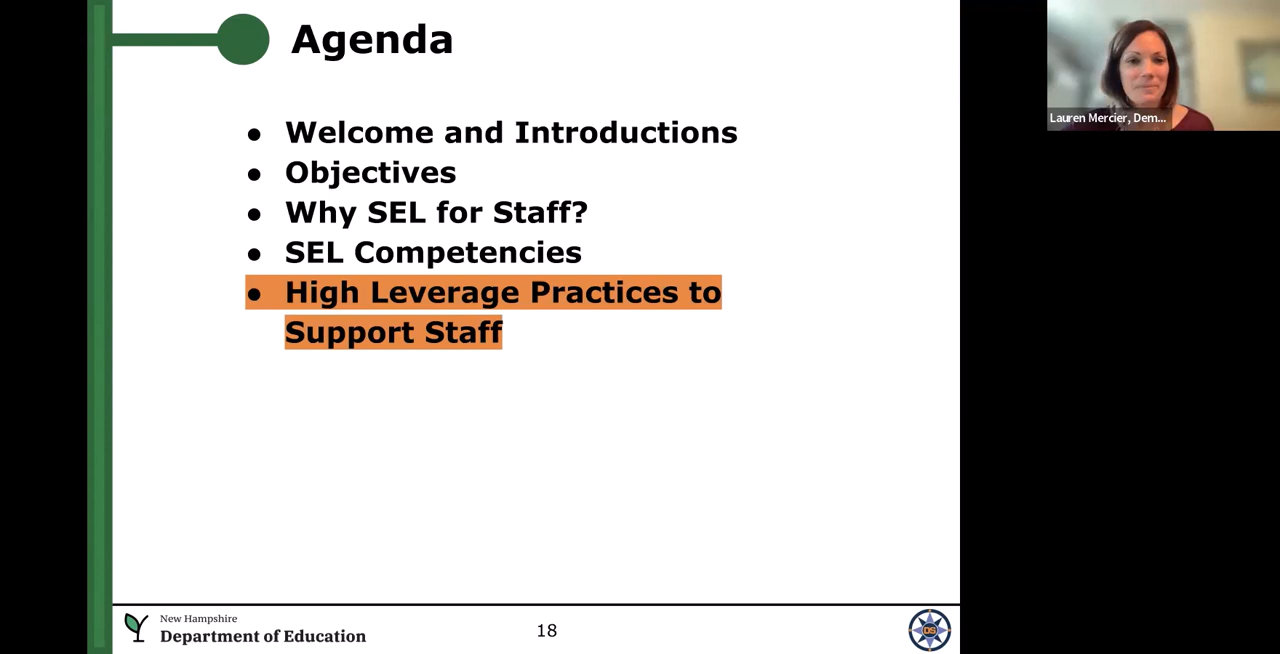 Agenda
● Welcome and Introductions
● Objectives
● Why SEL for Staff?
● SEL Competencies
● High Leverage Practices to
Support Staff
Lauren Mercier, Dem...
New Hampshire
Department of Education
18
DS